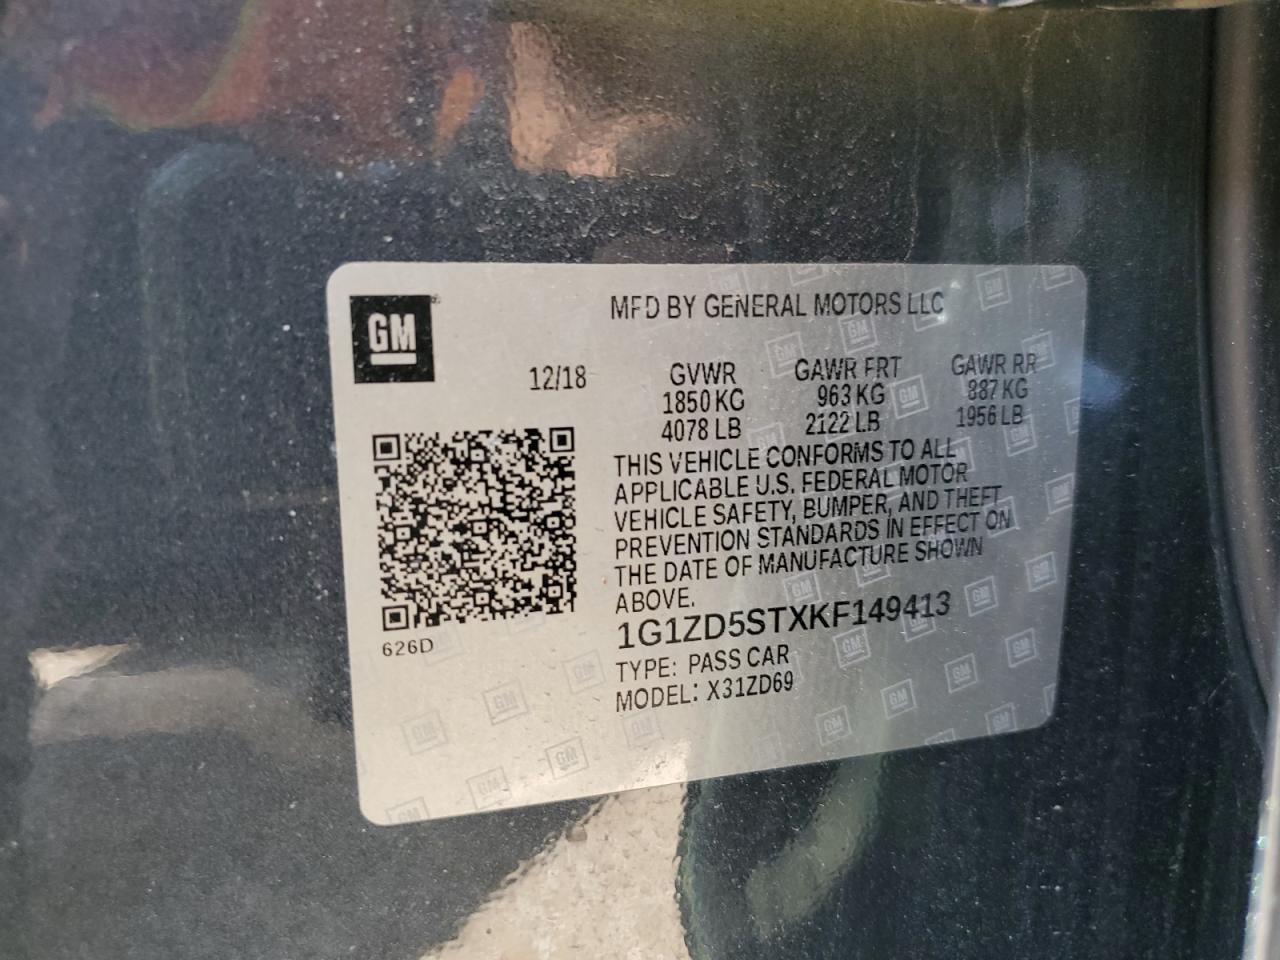 GM
MFD BY GENERAL MOTORS LLC
12/18
GVWR GAWR FRT GAWR RR
1850 KG 963 KG 887 KG
4078 LB 2122 LB 1956 LB
THIS VEHICLE CONFORMS TO ALL
APPLICABLE U.S. FEDERAL MOTOR
VEHICLE SAFETY, BUMPER, AND THEFT
PREVENTION STANDARDS IN EFFECT ON
THE DATE OF MANUFACTURE SHOWN
ABOVE.
1G1ZD5STXKF149413
TYPE: PASS CAR
MODEL: X31ZD69
626D